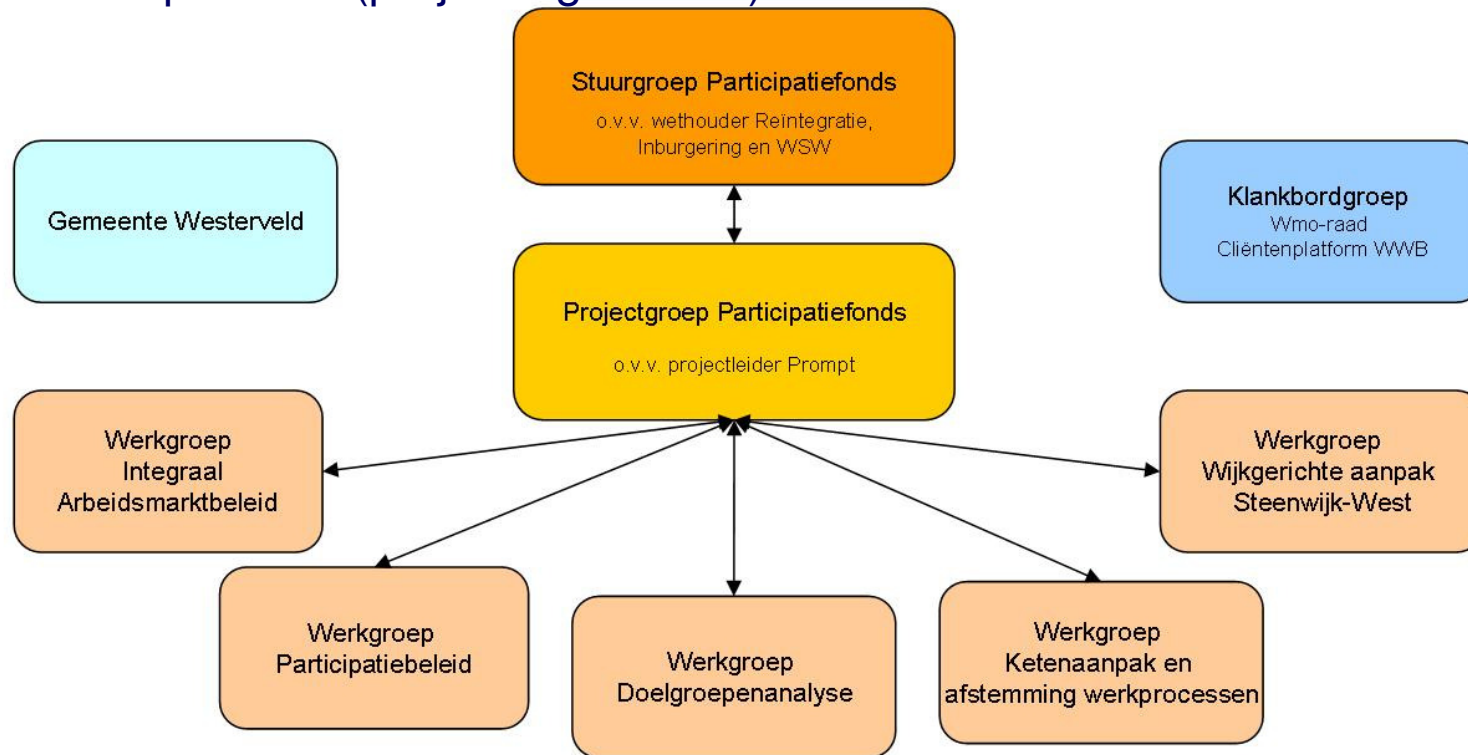 Stuurgroep Participatiefonds
o.v.v. wethouder Reïntegratie,
Inburgering en WSW
Gemeente Westerveld
Klankbordgroep
Wmo-raad
Cliëntenplatform WWB
Projectgroep Participatiefonds
o.v.v. projectleider Prompt
Werkgroep
Integraal
Arbeidsmarktbeleid
Werkgroep
Wijkgerichte aanpak
Steenwijk-West
Werkgroep
Participatiebeleid
Werkgroep
Doelgroepenanalyse
Werkgroep
Ketenaanpak en
afstemming werkprocessen